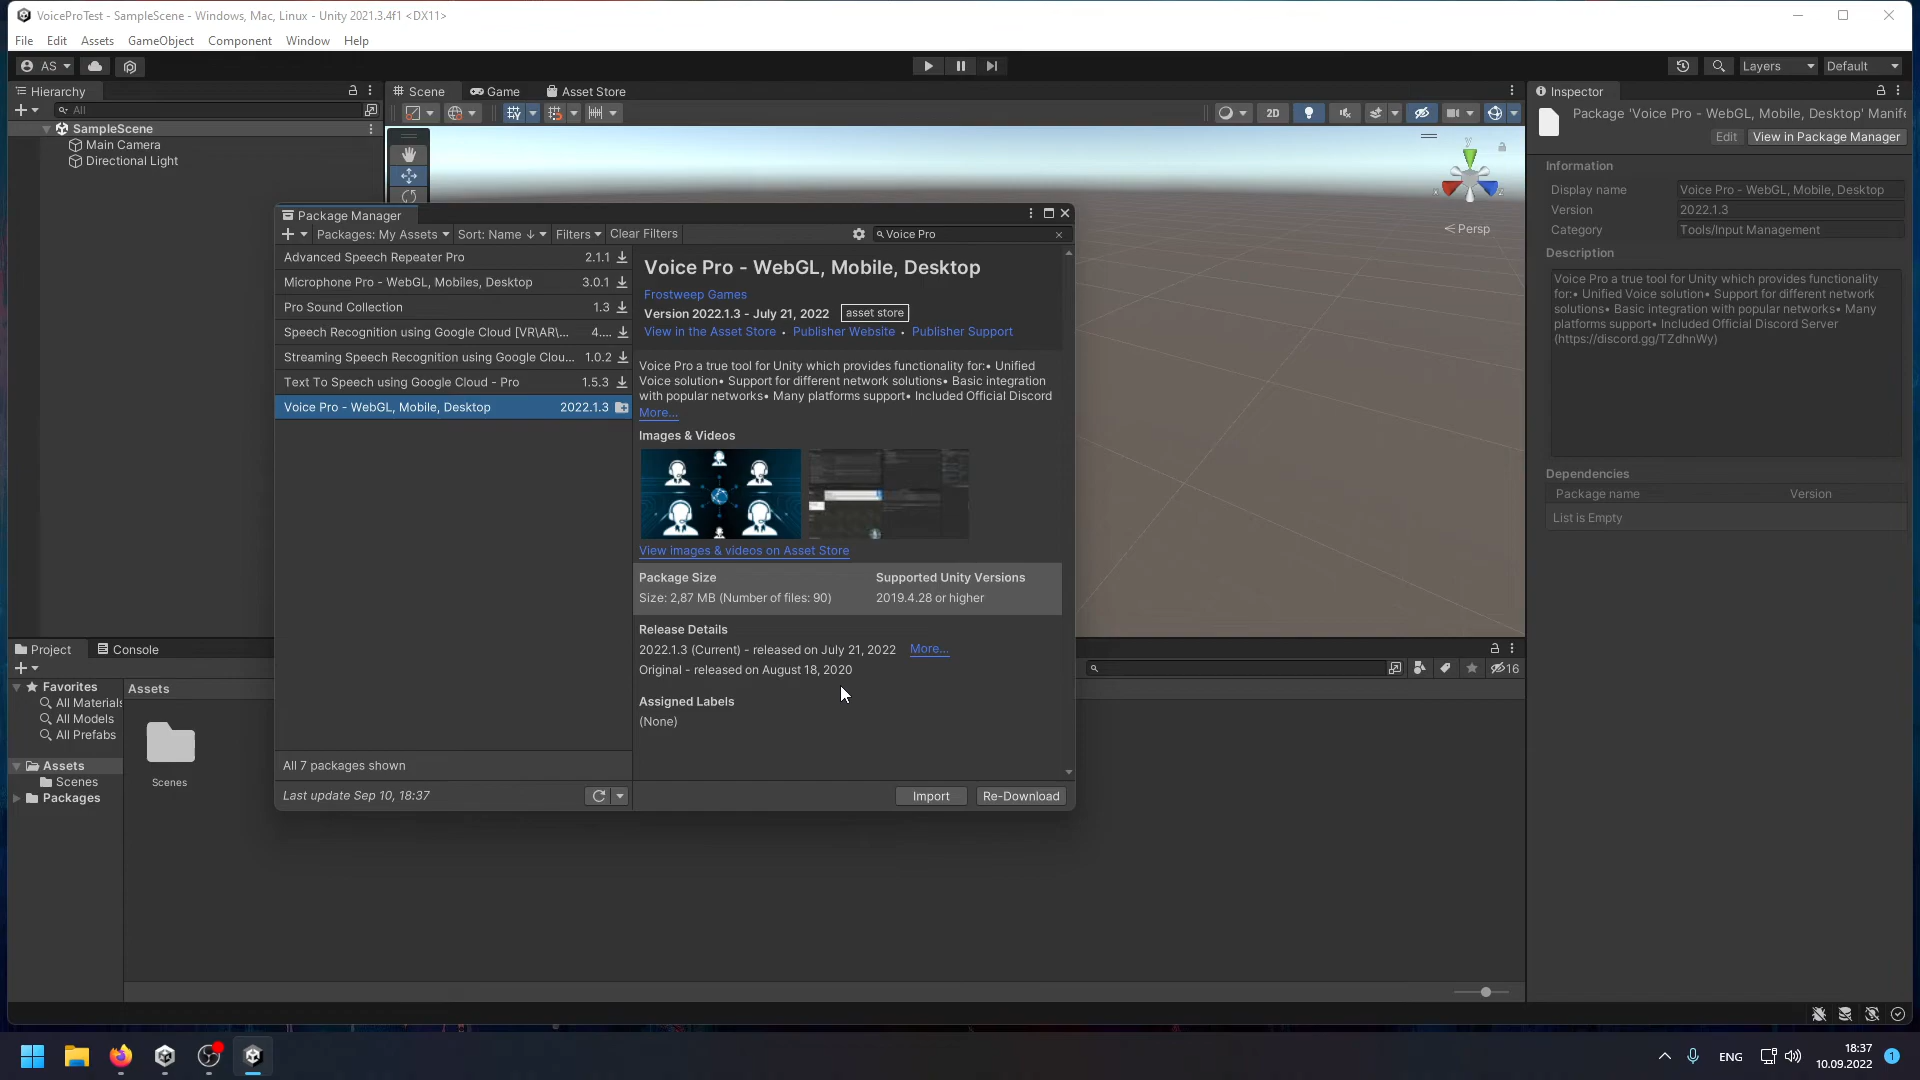 VoiceProTest - SampleScene - Windows, Mac, Linux - Unity 2021.3.4f1 <DX11>
File Edit Assets GameObject Component Window Help
AS Layers Default
Hierarchy
All
SampleScene
Main Camera
Directional Light
Scene Game Asset Store
2D
Persp
Inspector
Package 'Voice Pro - WebGL, Mobile, Desktop' Manife
Edit View in Package Manager
Information
Display name Voice Pro - WebGL, Mobile, Desktop
Version 2022.1.3
Category Tools/Input Management
Description
Voice Pro a true tool for Unity which provides functionality
for:• Unified Voice solution• Support for different network
solutions• Basic integration with popular networks• Many
platforms support• Included Official Discord Server
(https://discord.gg/TZdhnWy)
Dependencies
Package name Version
List is Empty
Package Manager
Packages: My Assets Sort: Name ↓ Filters Clear Filters Voice Pro
Advanced Speech Repeater Pro 2.1.1
Microphone Pro - WebGL, Mobiles, Desktop 3.0.1
Pro Sound Collection 1.3
Speech Recognition using Google Cloud [VR\AR\... 4....
Streaming Speech Recognition using Google Clou... 1.0.2
Text To Speech using Google Cloud - Pro 1.5.3
Voice Pro - WebGL, Mobile, Desktop 2022.1.3
All 7 packages shown
Last update Sep 10, 18:37
Voice Pro - WebGL, Mobile, Desktop
Frostweep Games
Version 2022.1.3 - July 21, 2022 asset store
View in the Asset Store • Publisher Website • Publisher Support
Voice Pro a true tool for Unity which provides functionality for:• Unified
Voice solution• Support for different network solutions• Basic integration
with popular networks• Many platforms support• Included Official Discord
More...
Images & Videos
View images & videos on Asset Store
Package Size Supported Unity Versions
Size: 2,87 MB (Number of files: 90) 2019.4.28 or higher
Release Details
2022.1.3 (Current) - released on July 21, 2022 More...
Original - released on August 18, 2020
Assigned Labels
(None)
Import Re-Download
Project Console
16
Favorites
All Materials
All Models
All Prefabs
Assets
Scenes
Packages
Assets
Scenes
ENG 18:37
10.09.2022
1